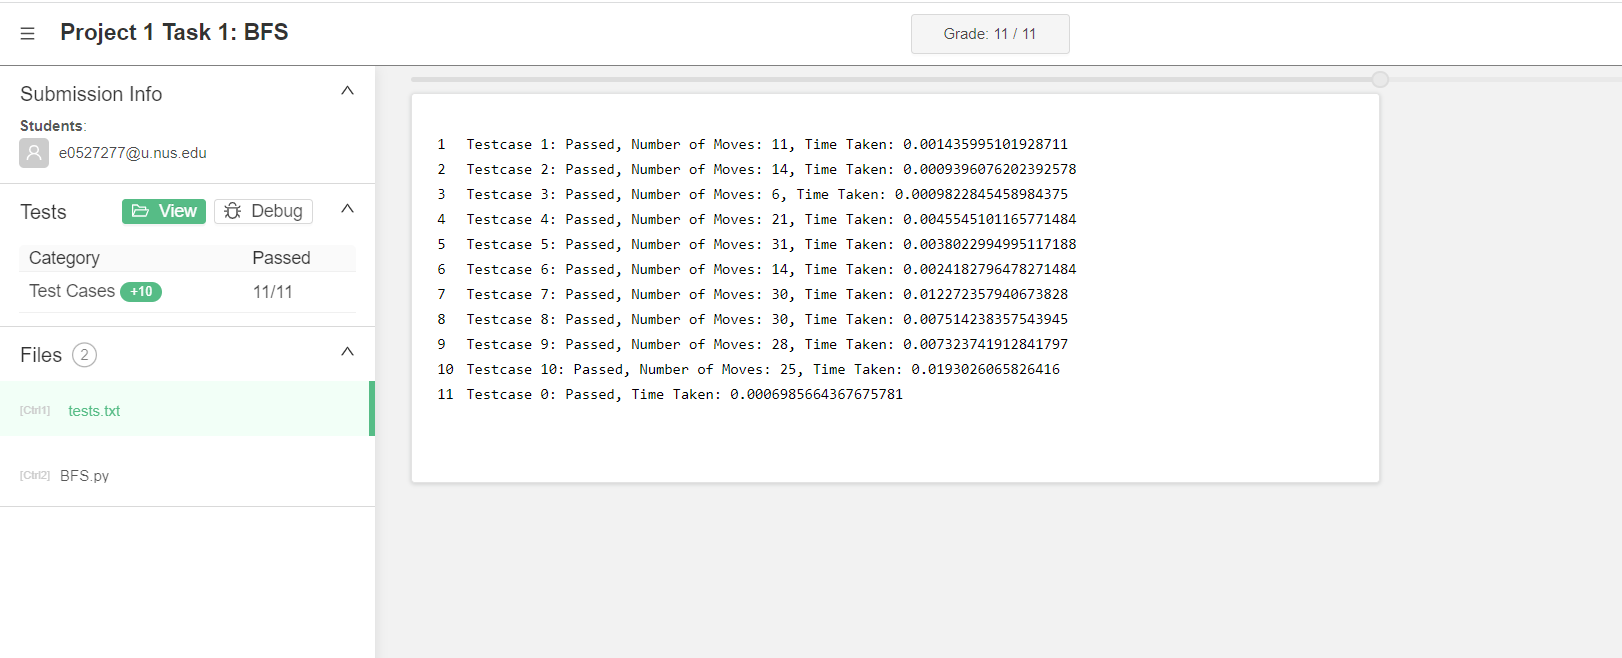 Project 1 Task 1: BFS
Grade: 11 / 11
Submission Info
Students:
e0527277@u.nus.edu
Tests View Debug
Category Passed
Test Cases +10 11/11
Files 2
[Ctrl1] tests.txt
[Ctrl2] BFS.py
1 Testcase 1: Passed, Number of Moves: 11, Time Taken: 0.001435995101928711
2 Testcase 2: Passed, Number of Moves: 14, Time Taken: 0.0009396076202392578
3 Testcase 3: Passed, Number of Moves: 6, Time Taken: 0.0009822845458984375
4 Testcase 4: Passed, Number of Moves: 21, Time Taken: 0.0045545101165771484
5 Testcase 5: Passed, Number of Moves: 31, Time Taken: 0.0038022994995117188
6 Testcase 6: Passed, Number of Moves: 14, Time Taken: 0.0024182796478271484
7 Testcase 7: Passed, Number of Moves: 30, Time Taken: 0.012272357940673828
8 Testcase 8: Passed, Number of Moves: 30, Time Taken: 0.007514238357543945
9 Testcase 9: Passed, Number of Moves: 28, Time Taken: 0.007323741912841797
10 Testcase 10: Passed, Number of Moves: 25, Time Taken: 0.0193026065826416
11 Testcase 0: Passed, Time Taken: 0.0006985664367675781